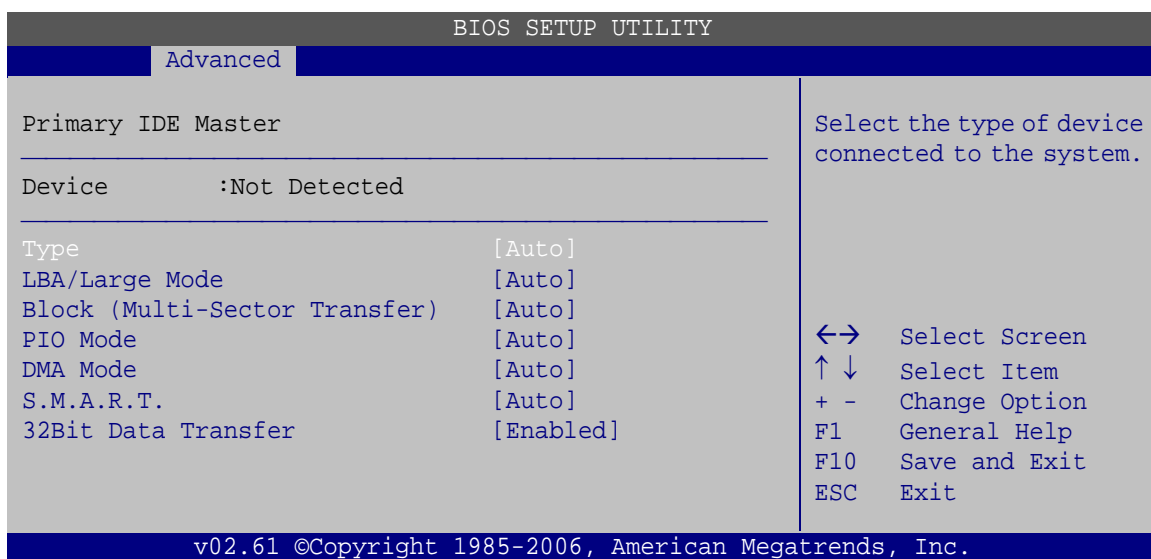 BIOS SETUP UTILITY
Advanced
Primary IDE Master
Device :Not Detected
Type [Auto]
LBA/Large Mode [Auto]
Block (Multi-Sector Transfer) [Auto]
PIO Mode [Auto]
DMA Mode [Auto]
S.M.A.R.T. [Auto]
32Bit Data Transfer [Enabled]
Select the type of device
connected to the system.
←→ Select Screen
↑ ↓ Select Item
+ - Change Option
F1 General Help
F10 Save and Exit
ESC Exit
v02.61 ©Copyright 1985-2006, American Megatrends, Inc.